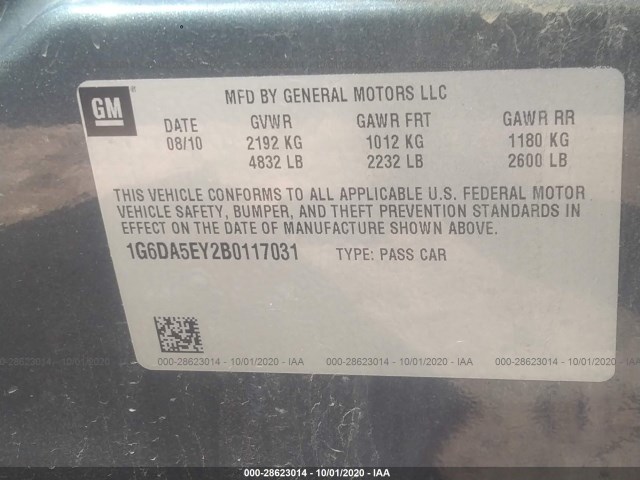 GM
MFD BY GENERAL MOTORS LLC
DATE GVWR GAWR FRT GAWR RR
08/10 2192 KG 1012 KG 1180 KG
4832 LB 2232 LB 2600 LB
THIS VEHICLE CONFORMS TO ALL APPLICABLE U.S. FEDERAL MOTOR
VEHICLE SAFETY, BUMPER, AND THEFT PREVENTION STANDARDS IN
EFFECT ON THE DATE OF MANUFACTURE SHOWN ABOVE.
1G6DA5EY2B0117031 TYPE: PASS CAR
000-28623014 - 10/01/2020 - IAA 000-28623014 - 10/01/2020 - IAA 000-28623014 - 10/01/2020 - IAA
000-28623014 - 10/01/2020 - IAA